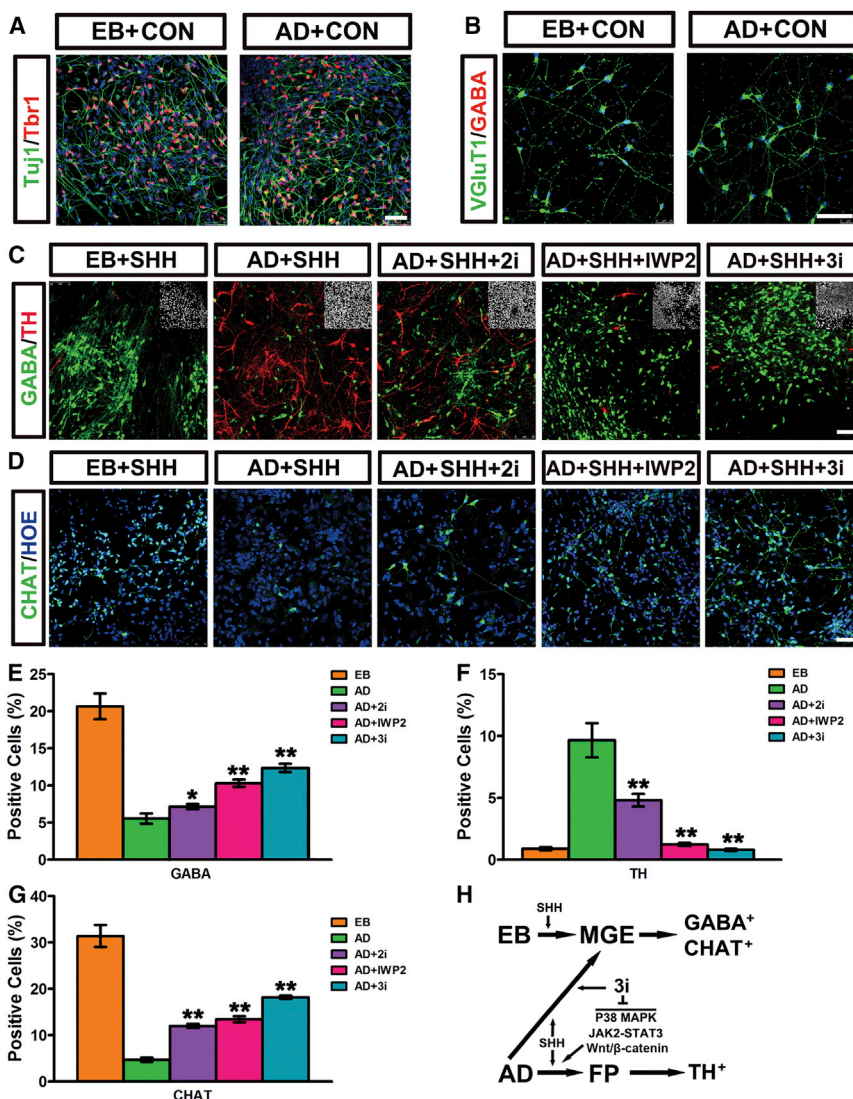 A
EB+CON
AD+CON
Tuj1/Tbr1
B
EB+CON
AD+CON
VGluT1/GABA
C
EB+SHH
AD+SHH
AD+SHH+2i
AD+SHH+IWP2
AD+SHH+3i
GABA/TH
D
EB+SHH
AD+SHH
AD+SHH+2i
AD+SHH+IWP2
AD+SHH+3i
CHAT/HOE
E
Positive Cells (%)
25
20
15
10
5
0
*
**
**
GABA
EB
AD
AD+2i
AD+IWP2
AD+3i
F
Positive Cells (%)
15
10
5
0
**
**
**
TH
EB
AD
AD+2i
AD+IWP2
AD+3i
G
Positive Cells (%)
40
30
20
10
0
**
**
**
CHAT
EB
AD
AD+2i
AD+IWP2
AD+3i
H
SHH
EB MGE GABA⁺
CHAT⁺
3i
P38 MAPK
JAK2-STAT3
SHH
Wnt/β-catenin
AD FP TH⁺